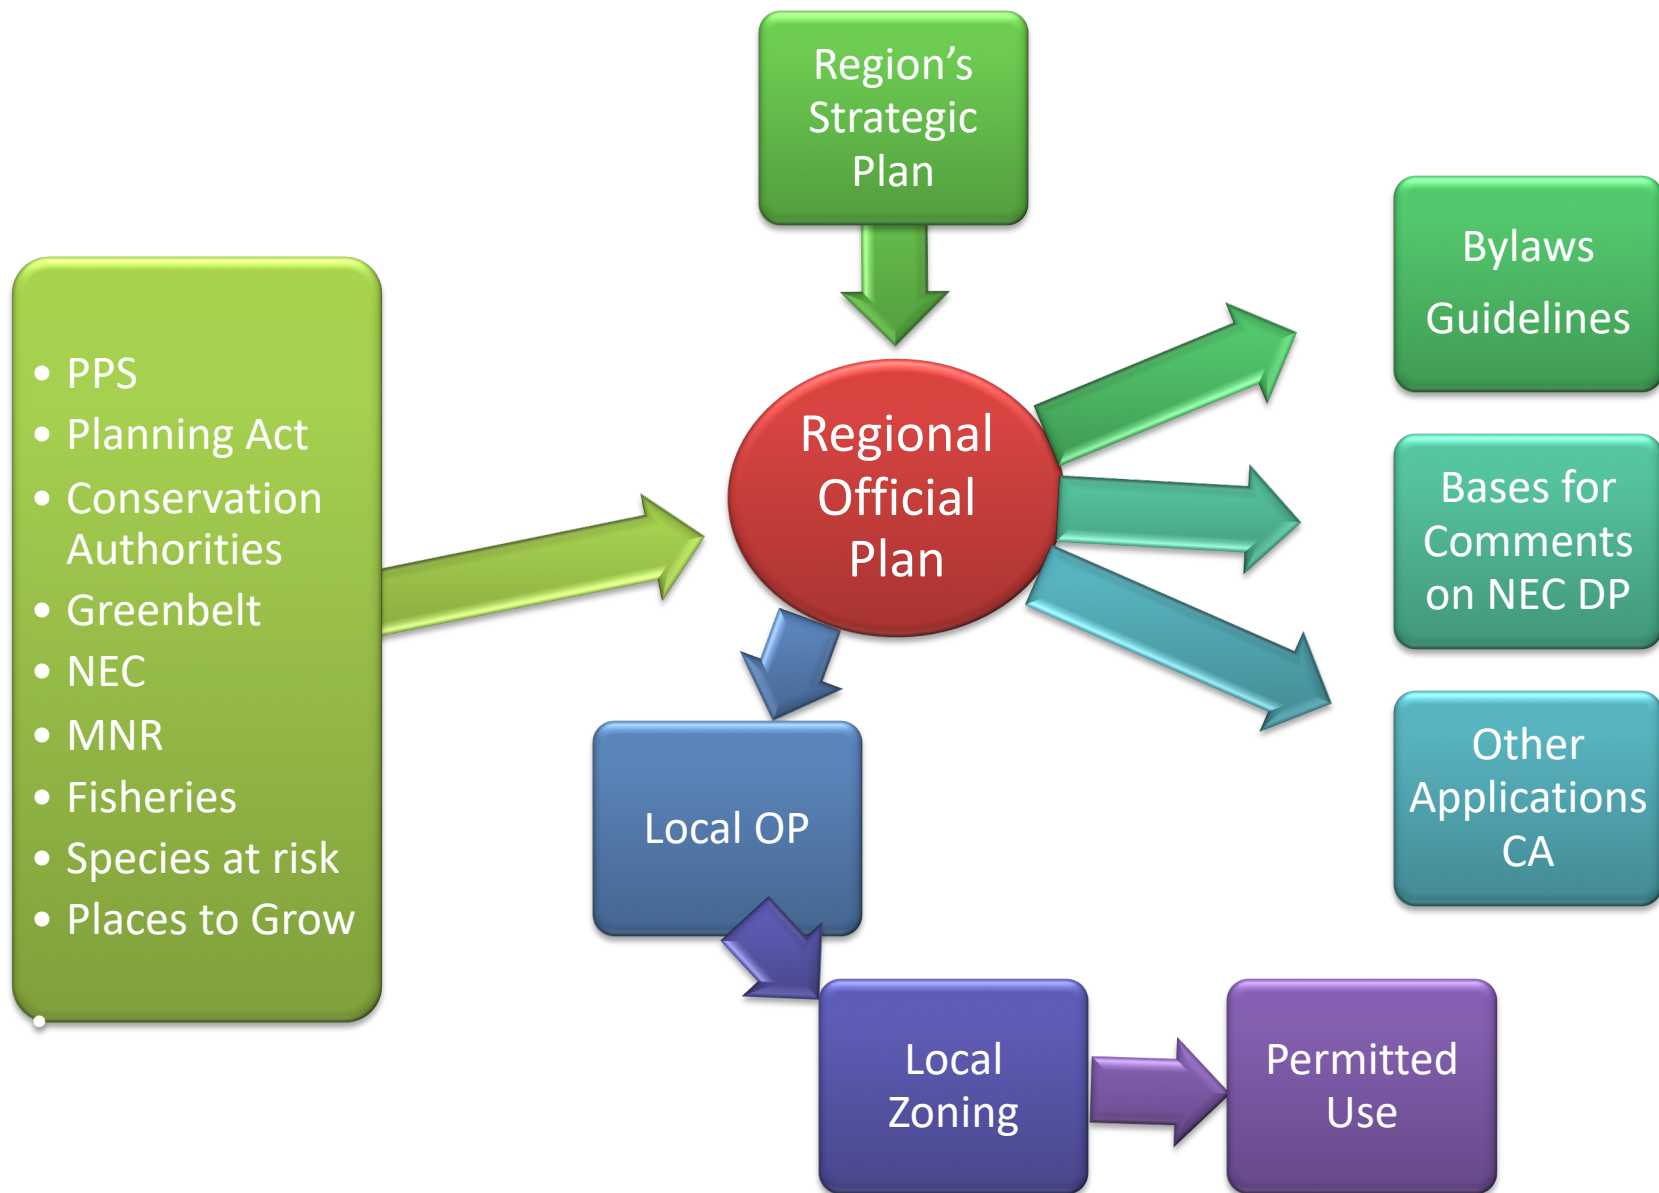 Region’s
Strategic
Plan
• PPS
• Planning Act
• Conservation
Authorities
• Greenbelt
• NEC
• MNR
• Fisheries
• Species at risk
• Places to Grow
Regional
Official
Plan
Bylaws
Guidelines
Bases for
Comments
on NEC DP
Other
Applications
CA
Local OP
Local
Zoning
Permitted
Use